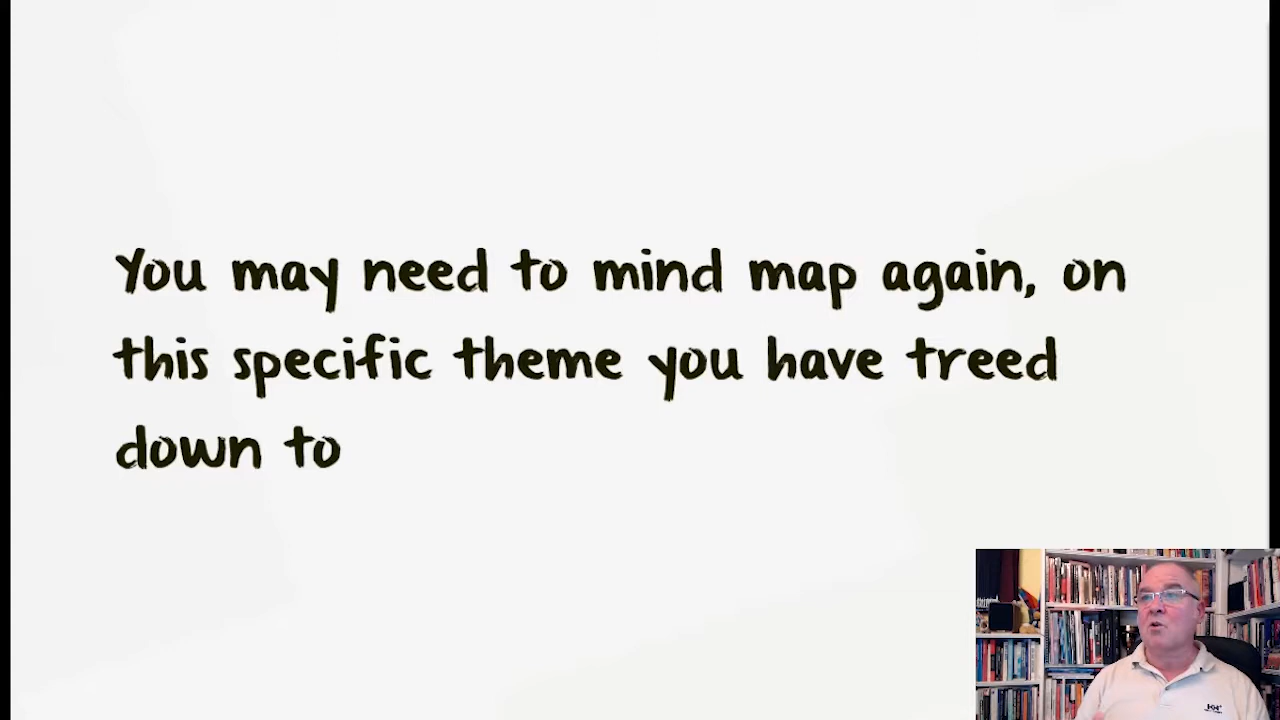 You may need to mind map again, on
this specific theme you have treed
down to